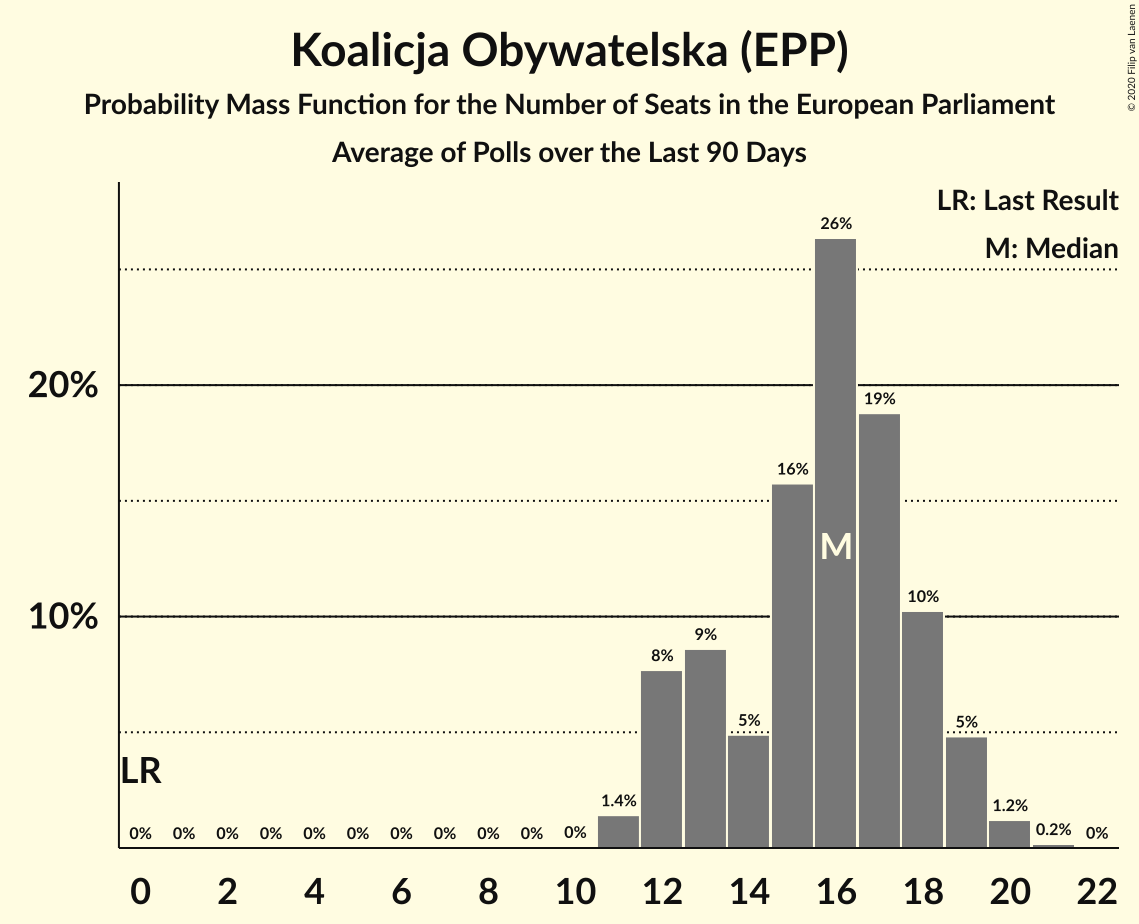 Koalicja Obywatelska (EPP)
Probability Mass Function for the Number of Seats in the European Parliament
Average of Polls over the Last 90 Days
© 2020 Filip van Laenen
LR: Last Result
M: Median
26%
20%
19%
16%
M
10%
10%
9%
8%
5%
5%
LR
1.4%
1.2%
0% 0% 0% 0% 0% 0% 0% 0% 0% 0% 0% 0.2% 0%
0 2 4 6 8 10 12 14 16 18 20 22